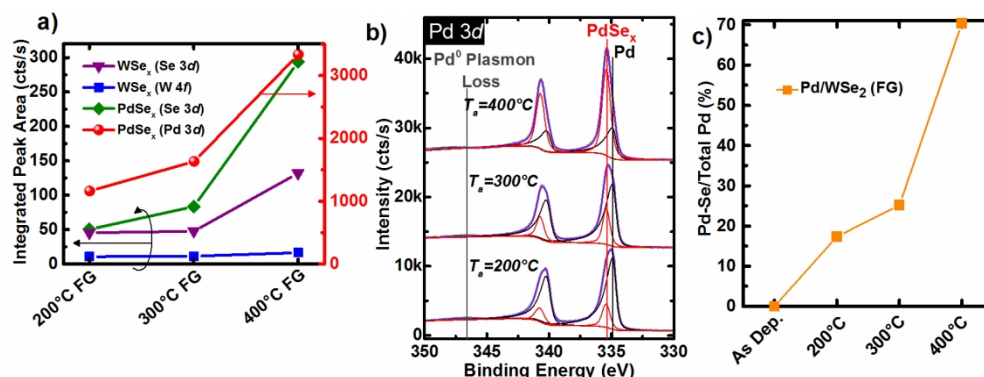 a)
Integrated Peak Area (cts/s)
300
250
200
150
100
50
0
WSeₓ (Se 3d)
WSeₓ (W 4f)
PdSeₓ (Se 3d)
PdSeₓ (Pd 3d)
3000
2000
1000
0
200°C FG
300°C FG
400°C FG
b)
Pd 3d
Pd⁰ Plasmon
Loss
PdSeₓ
Pd
Tₐ=400°C
Tₐ=300°C
Tₐ=200°C
Intensity (cts/s)
40k
30k
20k
10k
0
350
345
340
335
330
Binding Energy (eV)
c)
Pd-Se/Total Pd (%)
70
60
50
40
30
20
10
0
Pd/WSe₂ (FG)
As Dep.
200°C
300°C
400°C